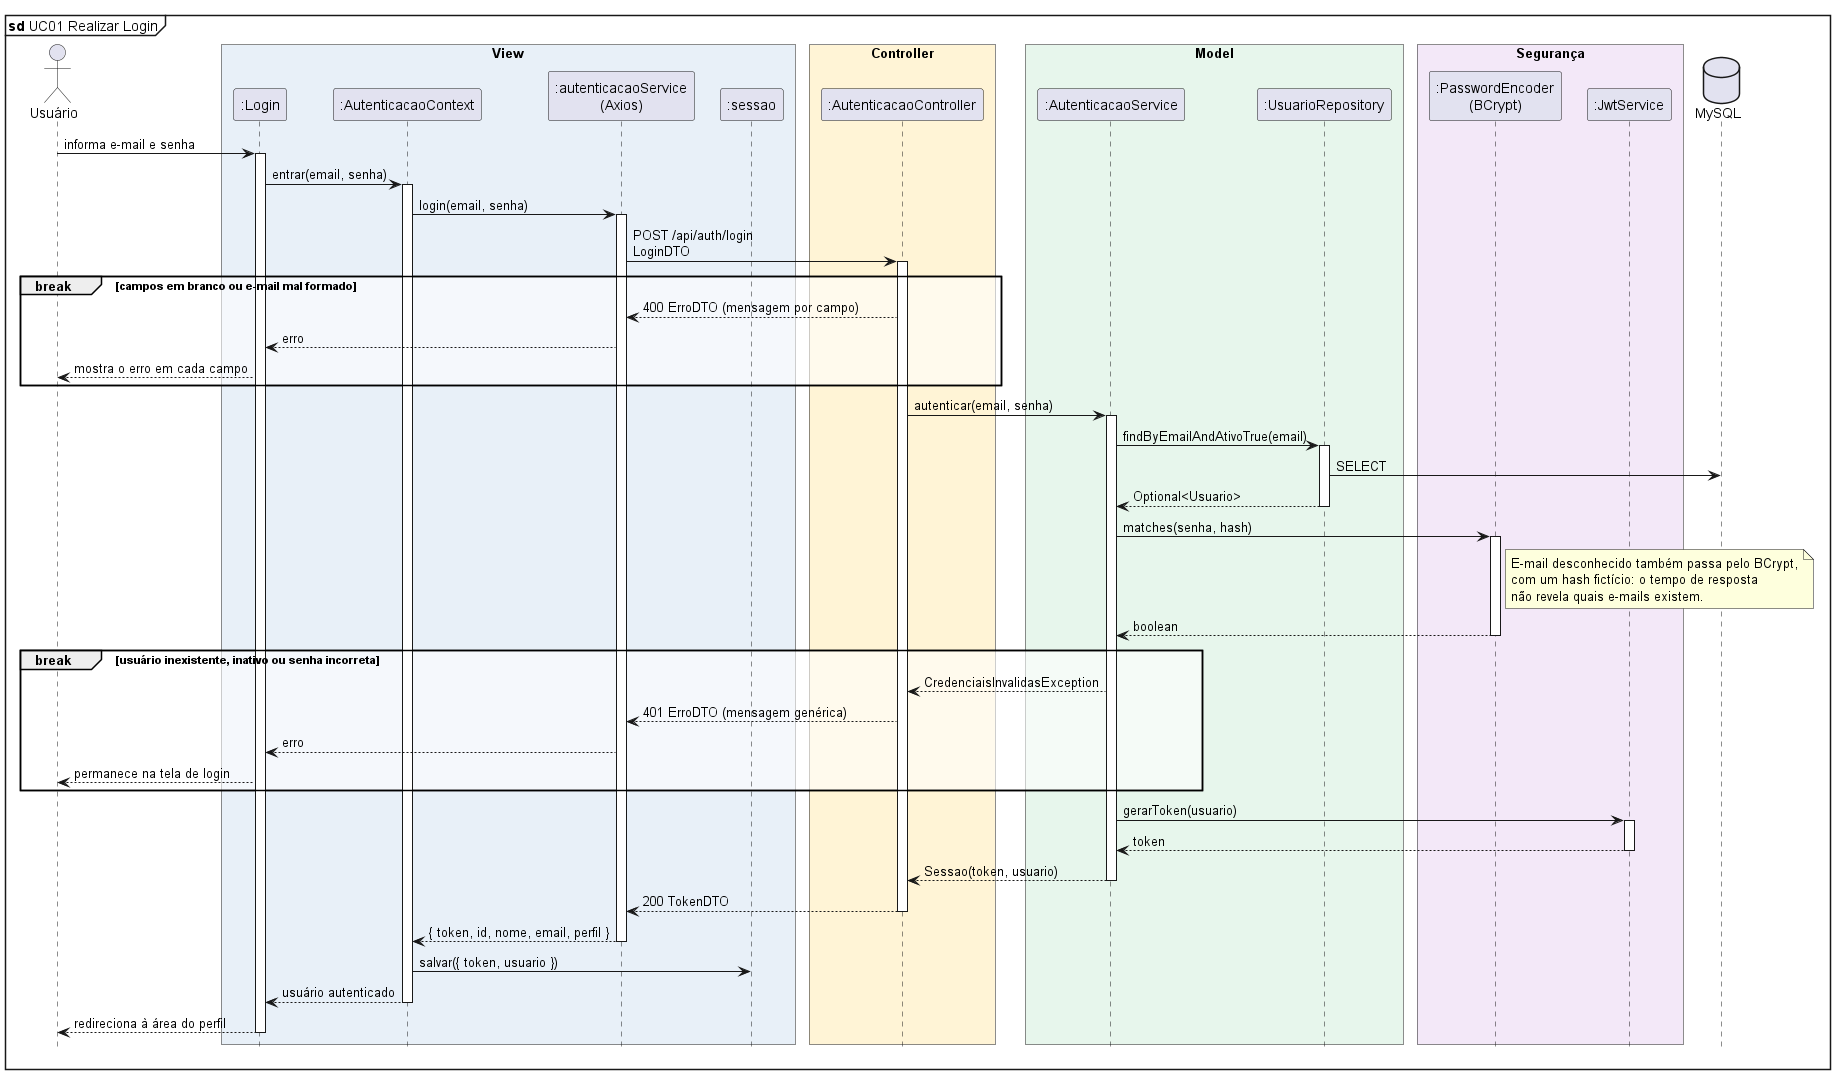 sd UC01 Realizar Login
View
Controller
Model
Segurança
Usuário
:Login
:AutenticacaoContext
:autenticacaoService
(Axios)
:sessao
:AutenticacaoController
:AutenticacaoService
:UsuarioRepository
:PasswordEncoder
(BCrypt)
:JwtService
MySQL
informa e-mail e senha
entrar(email, senha)
login(email, senha)
POST /api/auth/login
LoginDTO
break [campos em branco ou e-mail mal formado]
400 ErroDTO (mensagem por campo)
erro
mostra o erro em cada campo
autenticar(email, senha)
findByEmailAndAtivoTrue(email)
SELECT
Optional<Usuario>
matches(senha, hash)
E-mail desconhecido também passa pelo BCrypt,
com um hash fictício: o tempo de resposta
não revela quais e-mails existem.
boolean
break [usuário inexistente, inativo ou senha incorreta]
CredenciaisInvalidasException
401 ErroDTO (mensagem genérica)
erro
permanece na tela de login
gerarToken(usuario)
token
Sessao(token, usuario)
200 TokenDTO
{ token, id, nome, email, perfil }
salvar({ token, usuario })
usuário autenticado
redireciona à área do perfil